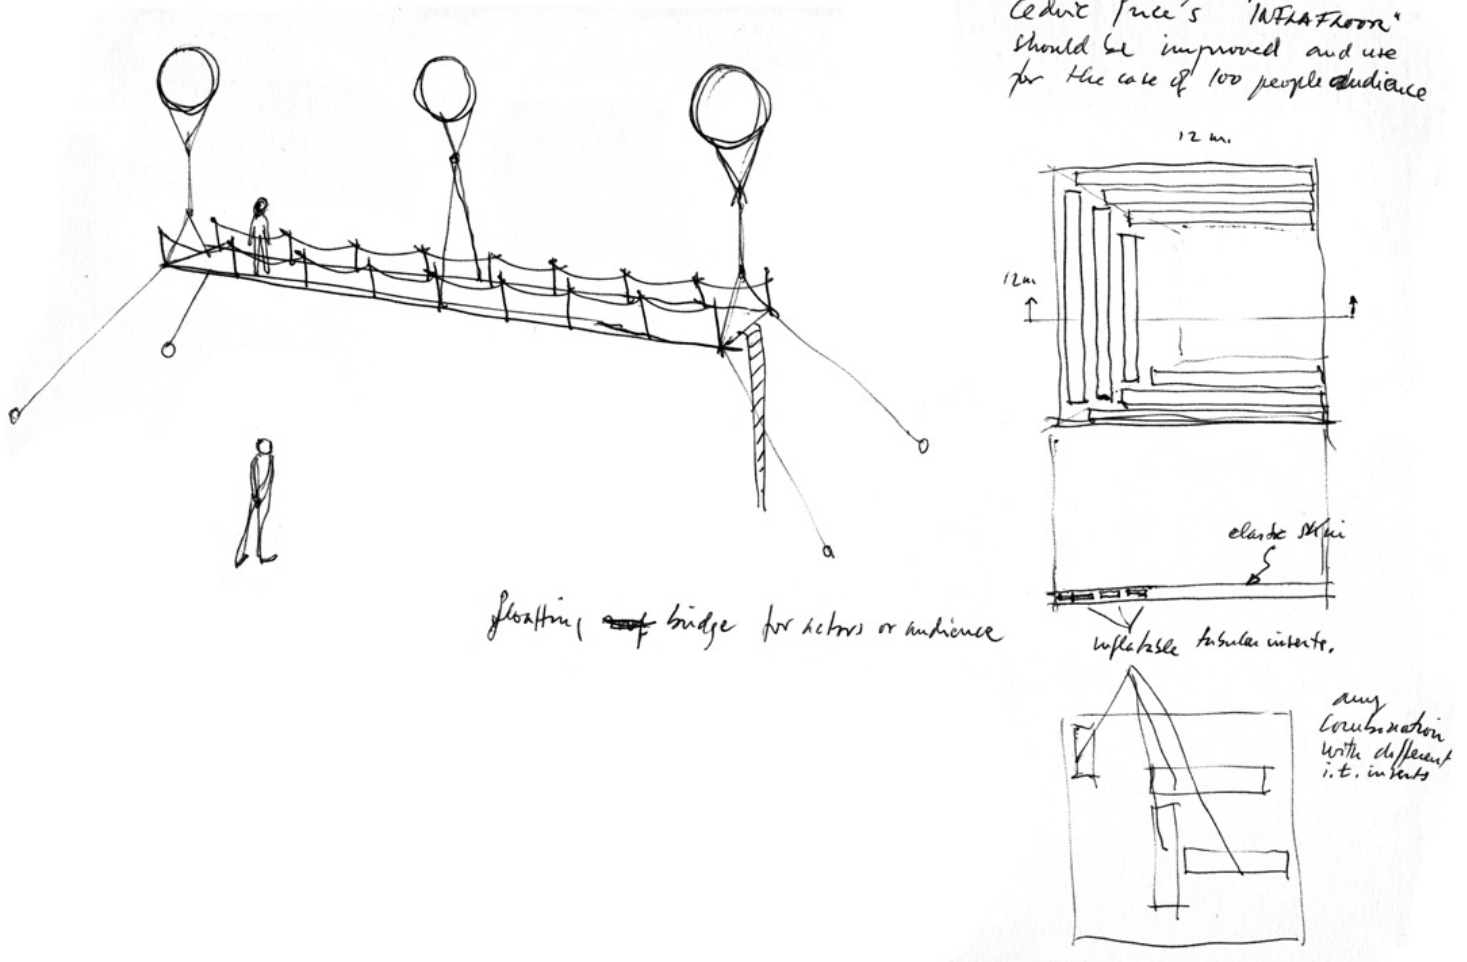 Cedric Price's "INFLAFLOOR"
should be improved and use
for the case of 100 people audience
12 m.
12m
elastic skin
inflatable tubular inserts.
floatting bridge for actors or audience
any
combination
with different
i.t. inserts